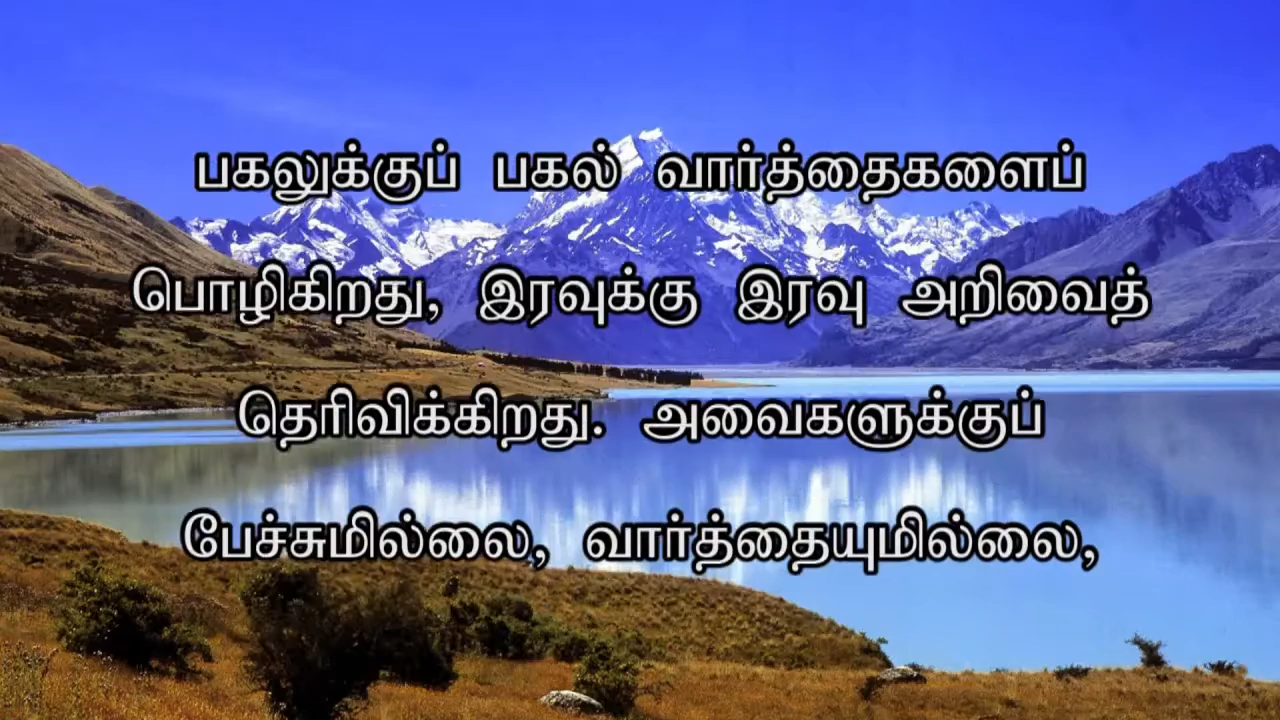 பகலுக்குப் பகல் வார்த்தைகளைப்
பொழிகிறது, இரவுக்கு இரவு அறிவைத்
தெரிவிக்கிறது. அவைகளுக்குப்
பேச்சுமில்லை, வார்த்தையுமில்லை,